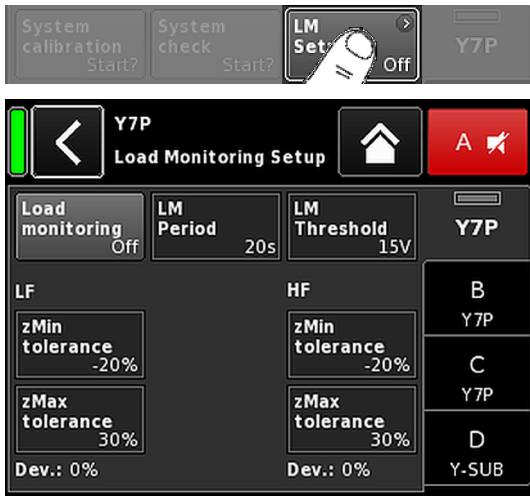 System calibration Start?
System check Start?
LM
Off
Y7P
Y7P
Load Monitoring Setup
A
Load monitoring Off
LM Period 20s
LM Threshold 15V
Y7P
LF
HF
B
Y7P
zMin tolerance -20%
zMin tolerance -20%
C
Y7P
zMax tolerance 30%
zMax tolerance 30%
D
Y-SUB
Dev.: 0%
Dev.: 0%